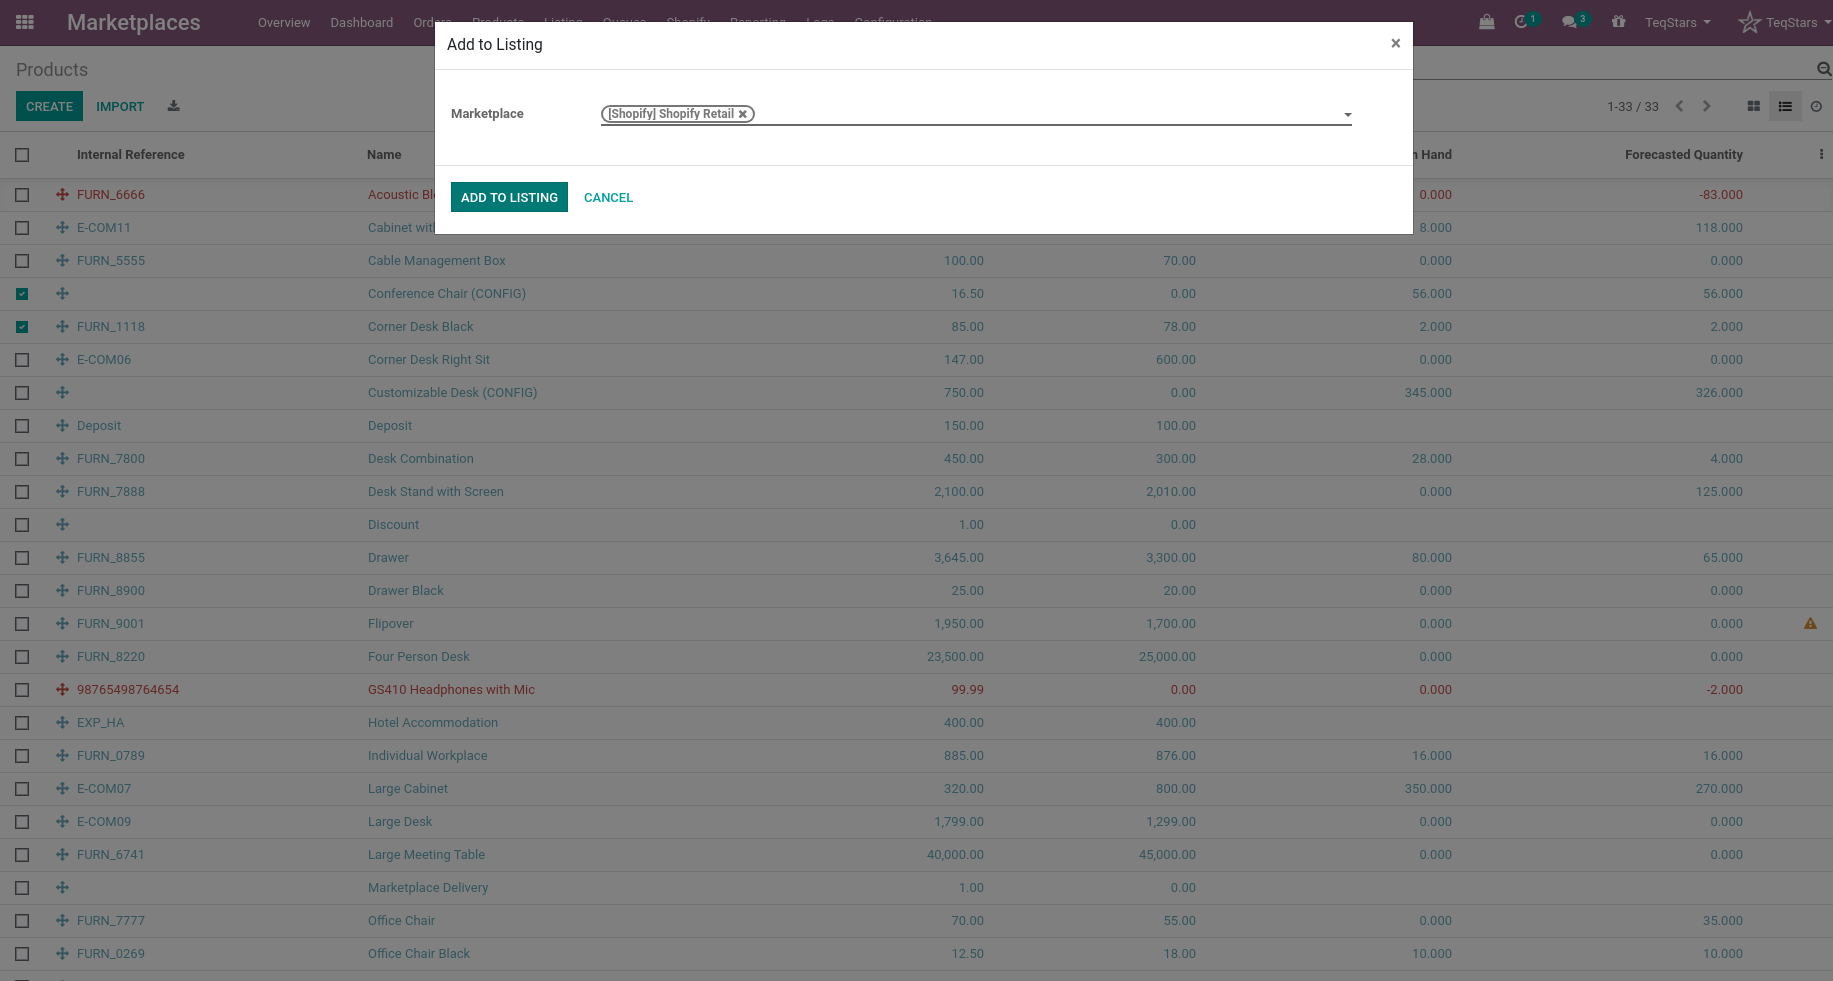 Marketplaces Overview Dashboard 1 3 TeqStars TeqStars
Add to Listing ×
Products
Marketplace [Shopify] Shopify Retail
CREATE IMPORT 1-33 / 33
ADD TO LISTING CANCEL
Internal Reference Name Hand Forecasted Quantity
FURN_6666 Acoustic 0.000 -83.000
E-COM11 Cabinet 8.000 118.000
FURN_5555 Cable Management Box 100.00 70.00 0.000 0.000
Conference Chair (CONFIG) 16.50 0.00 56.000 56.000
FURN_1118 Corner Desk Black 85.00 78.00 2.000 2.000
E-COM06 Corner Desk Right Sit 147.00 600.00 0.000 0.000
Customizable Desk (CONFIG) 750.00 0.00 345.000 326.000
Deposit Deposit 150.00 100.00
FURN_7800 Desk Combination 450.00 300.00 28.000 4.000
FURN_7888 Desk Stand with Screen 2,100.00 2,010.00 0.000 125.000
Discount 1.00 0.00
FURN_8855 Drawer 3,645.00 3,300.00 80.000 65.000
FURN_8900 Drawer Black 25.00 20.00 0.000 0.000
FURN_9001 Flipover 1,950.00 1,700.00 0.000 0.000
FURN_8220 Four Person Desk 23,500.00 25,000.00 0.000 0.000
98765498764654 GS410 Headphones with Mic 99.99 0.00 0.000 -2.000
EXP_HA Hotel Accommodation 400.00 400.00
FURN_0789 Individual Workplace 885.00 876.00 16.000 16.000
E-COM07 Large Cabinet 320.00 800.00 350.000 270.000
E-COM09 Large Desk 1,799.00 1,299.00 0.000 0.000
FURN_6741 Large Meeting Table 40,000.00 45,000.00 0.000 0.000
Marketplace Delivery 1.00 0.00
FURN_7777 Office Chair 70.00 55.00 0.000 35.000
FURN_0269 Office Chair Black 12.50 18.00 10.000 10.000